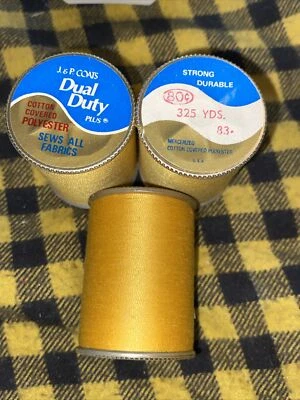 J. & P. COATS
Dual
Duty
PLUS ®
COTTON
COVERED
POLYESTER
SEWS ALL
FABRICS
STRONG
DURABLE
80¢
325 YDS.
83·
MERCERIZED
COTTON COVERED POLYESTER